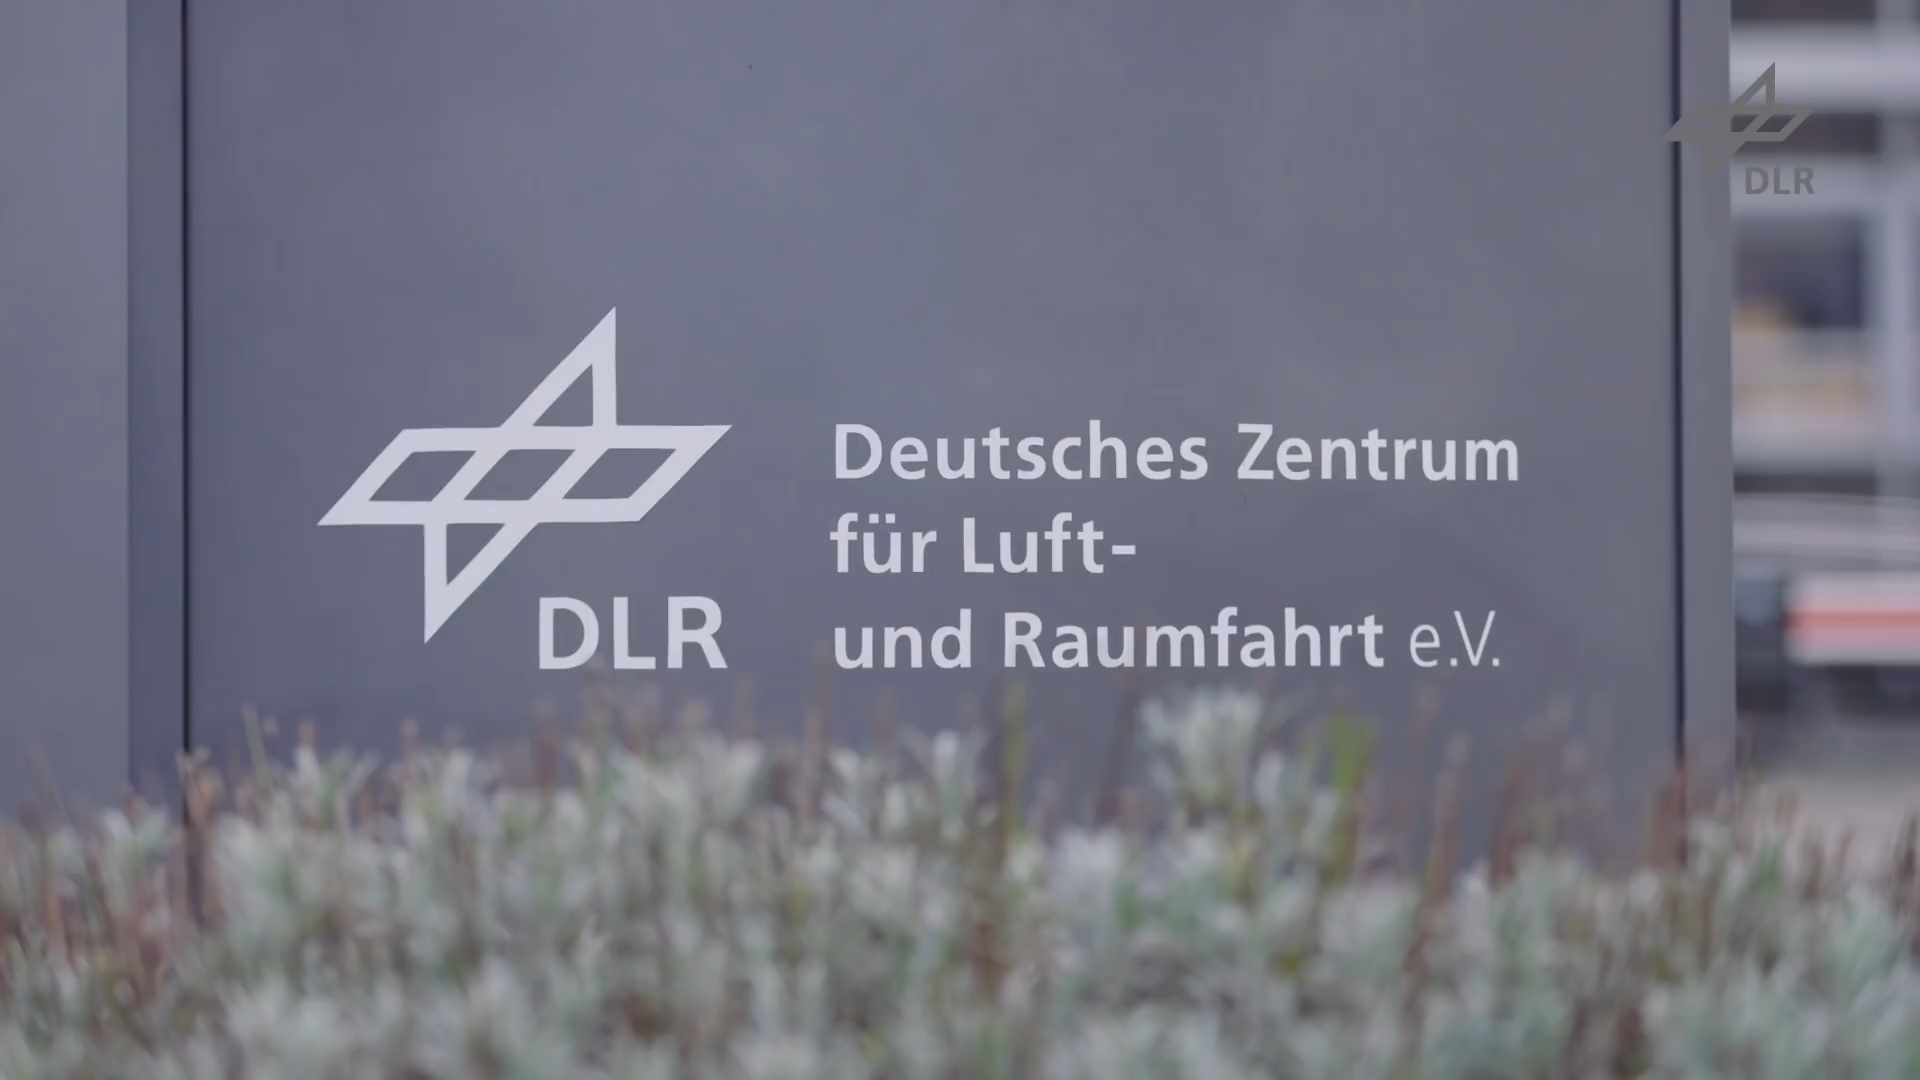 DLR
Deutsches Zentrum
für Luft-
und Raumfahrt e.V.
DLR